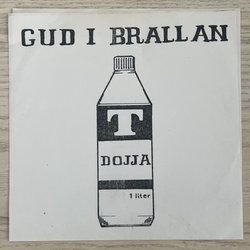 GUD I BRALLAN
T
DOJJA
1 liter